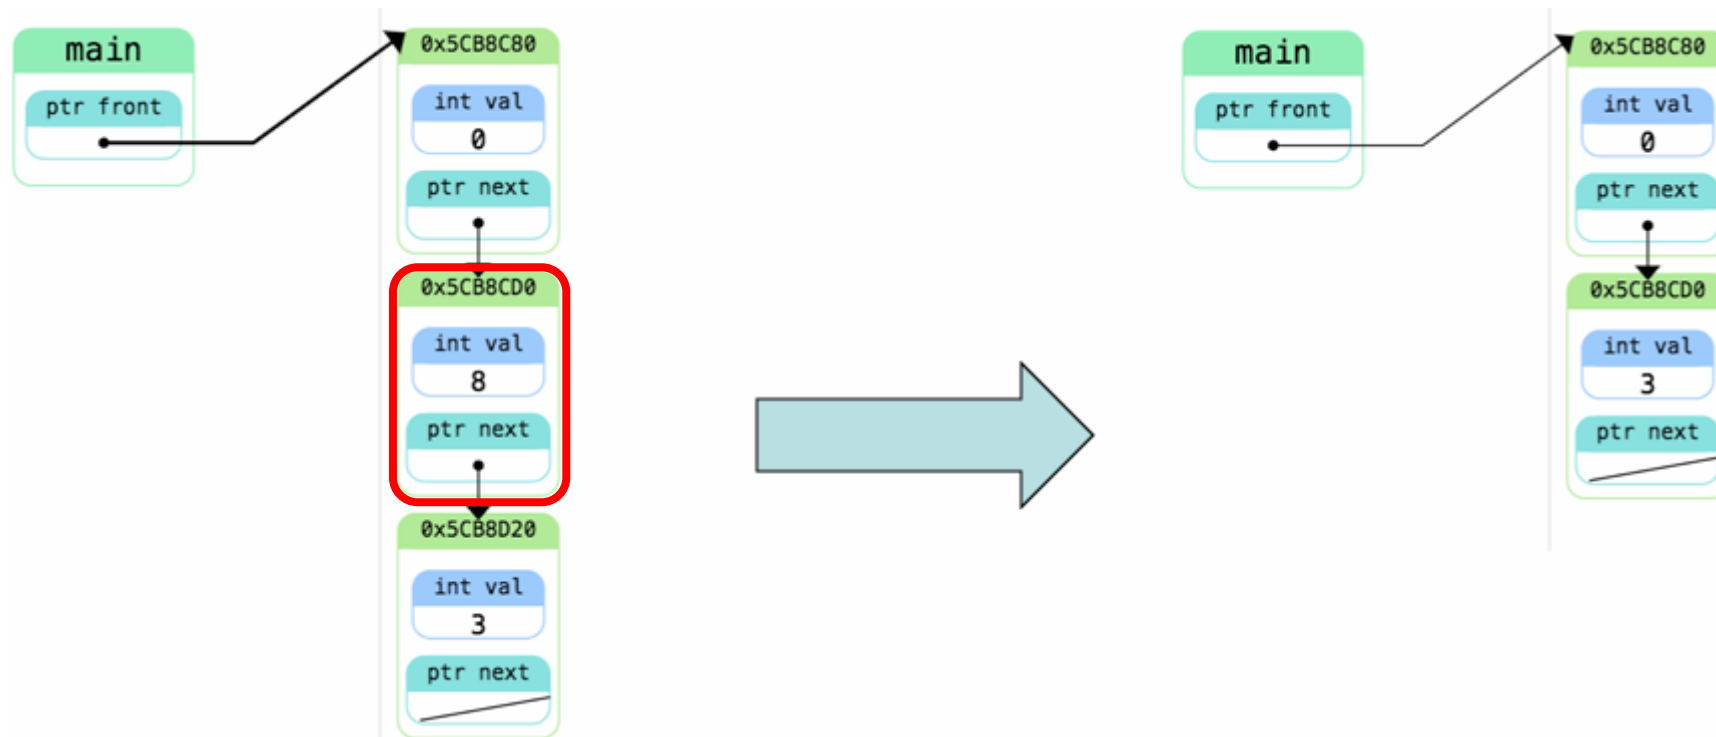 main
ptr front
0x5CB8C80
int val
0
ptr next
0x5CB8CD0
int val
8
ptr next
0x5CB8D20
int val
3
ptr next
main
ptr front
0x5CB8C80
int val
0
ptr next
0x5CB8CD0
int val
3
ptr next